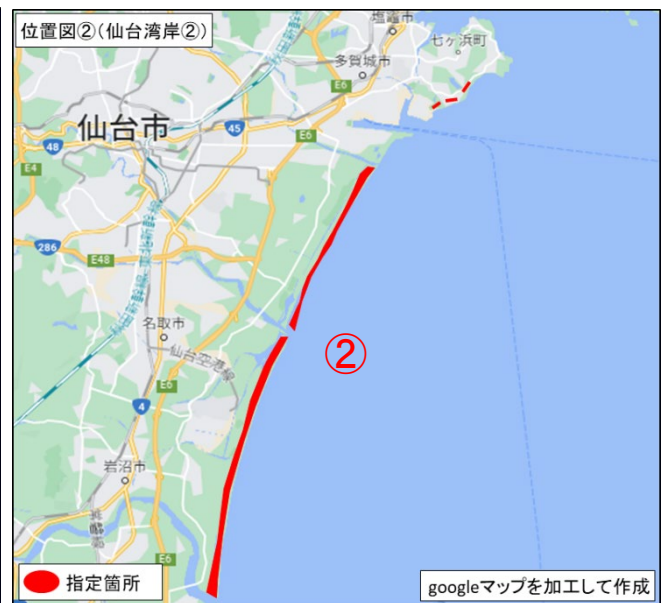 位置図②(仙台湾岸②)
塩竈市
七ヶ浜町
多賀城市
E6
仙台市
45
E6
48
E4
286
E48
名取市
仙台空港線
②
E6
4
岩沼市
E6
指定箇所
googleマップを加工して作成